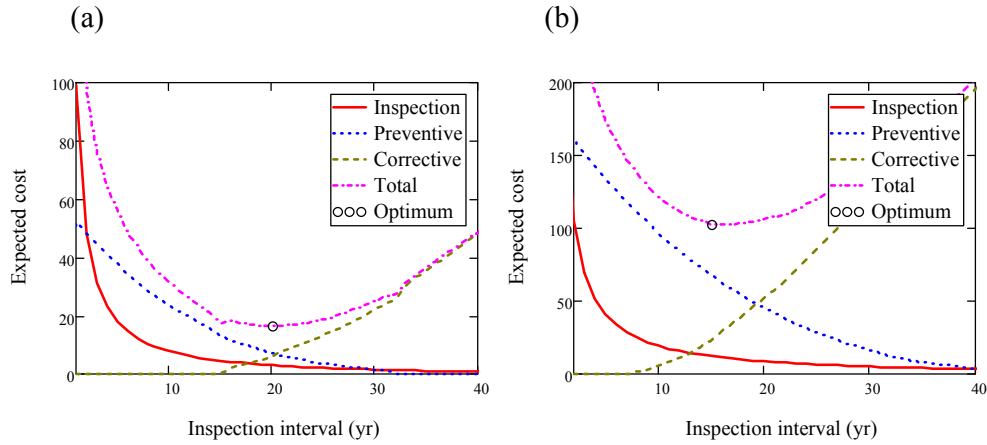 (a)
100
80
60
40
20
0
10
20
30
40
Expected cost
Inspection interval (yr)
Inspection
Preventive
Corrective
Total
Optimum
(b)
200
150
100
50
0
10
20
30
40
Expected cost
Inspection interval (yr)
Inspection
Preventive
Corrective
Total
Optimum